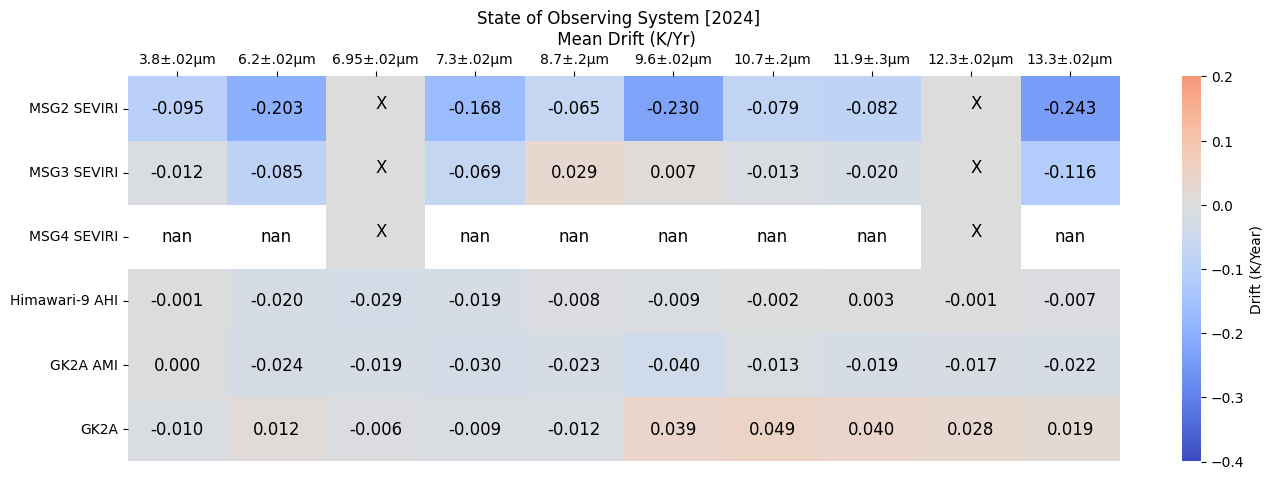 State of Observing System [2024]
Mean Drift (K/Yr)
3.8±.02μm 6.2±.02μm 6.95±.02μm 7.3±.02μm 8.7±.2μm 9.6±.02μm 10.7±.2μm 11.9±.3μm 12.3±.02μm 13.3±.02μm
MSG2 SEVIRI -0.095 -0.203 X -0.168 -0.065 -0.230 -0.079 -0.082 X -0.243
MSG3 SEVIRI -0.012 -0.085 X -0.069 0.029 0.007 -0.013 -0.020 X -0.116
MSG4 SEVIRI nan nan X nan nan nan nan nan X nan
Himawari-9 AHI -0.001 -0.020 -0.029 -0.019 -0.008 -0.009 -0.002 0.003 -0.001 -0.007
GK2A AMI 0.000 -0.024 -0.019 -0.030 -0.023 -0.040 -0.013 -0.019 -0.017 -0.022
GK2A -0.010 0.012 -0.006 -0.009 -0.012 0.039 0.049 0.040 0.028 0.019
0.2
0.1
0.0
−0.1
−0.2
−0.3
−0.4
Drift (K/Year)